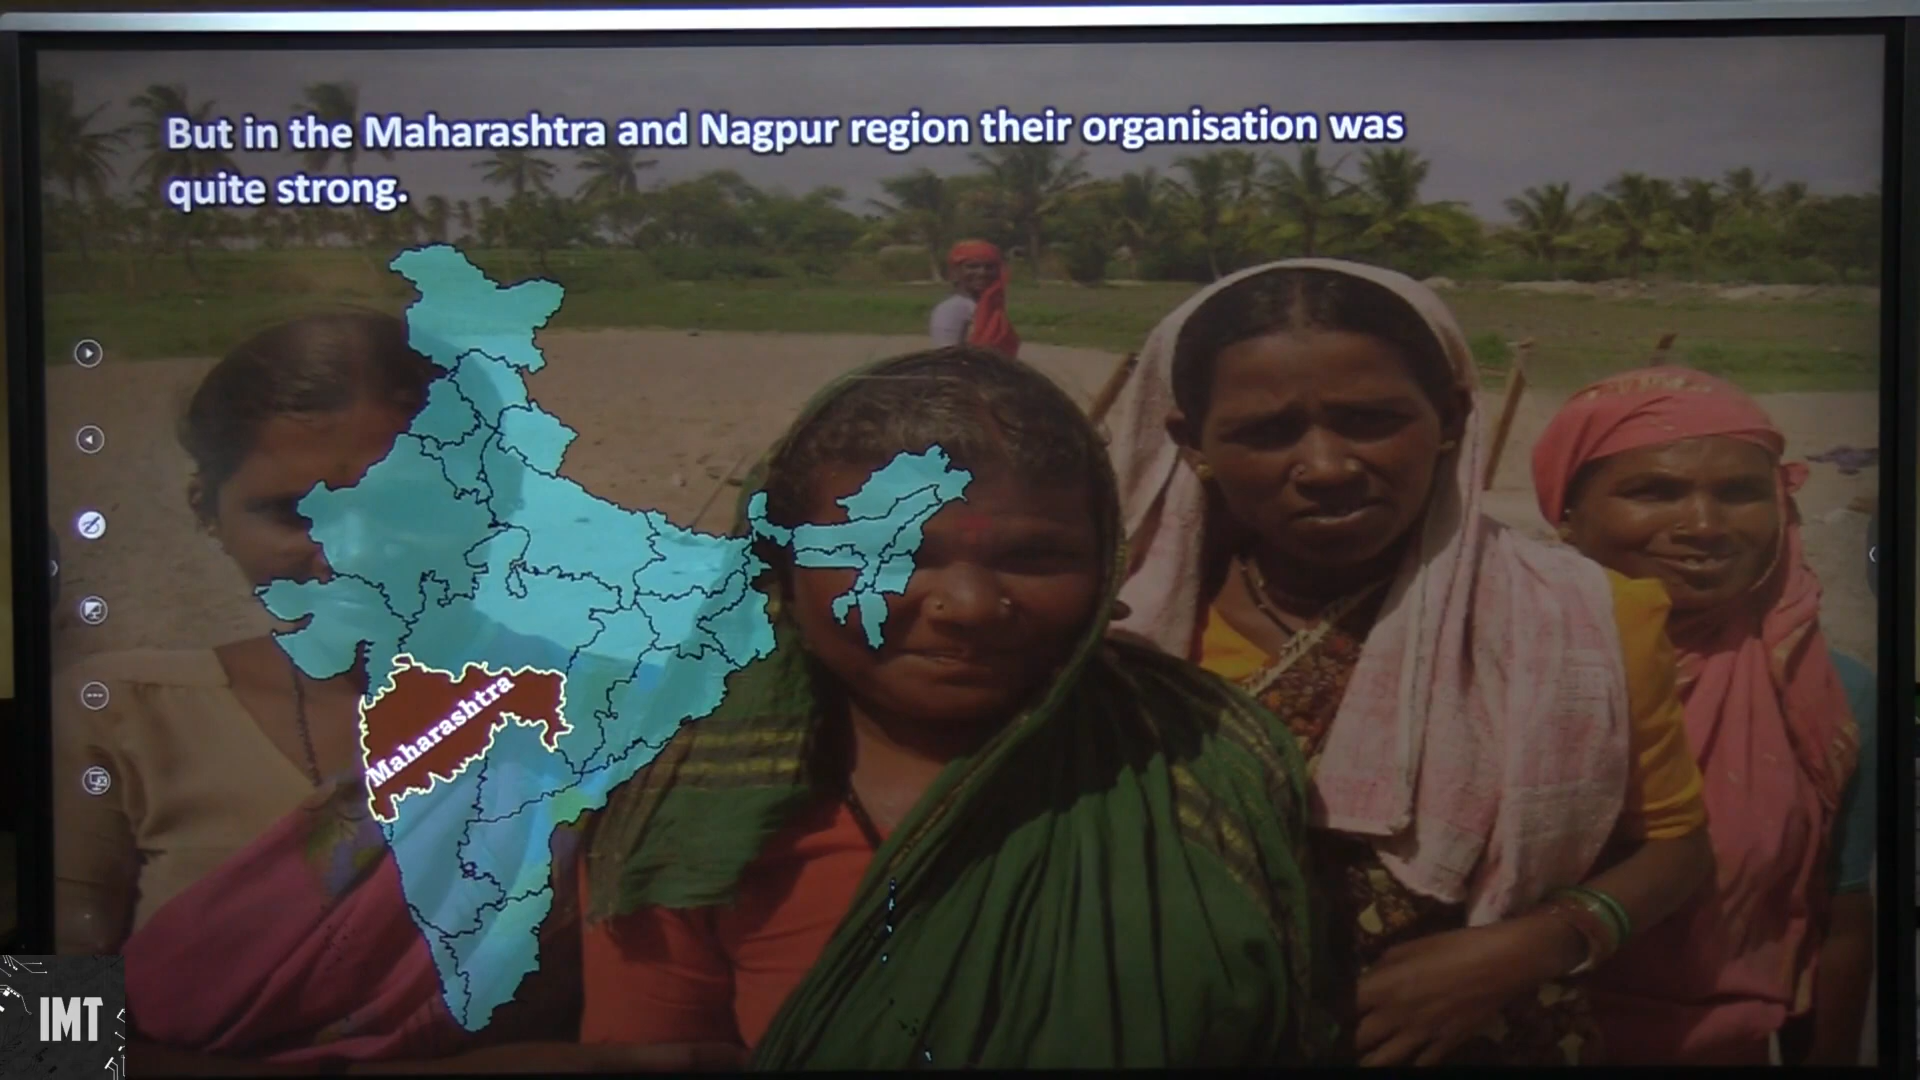 But in the Maharashtra and Nagpur region their organisation was
quite strong.
Maharashtra
IMT